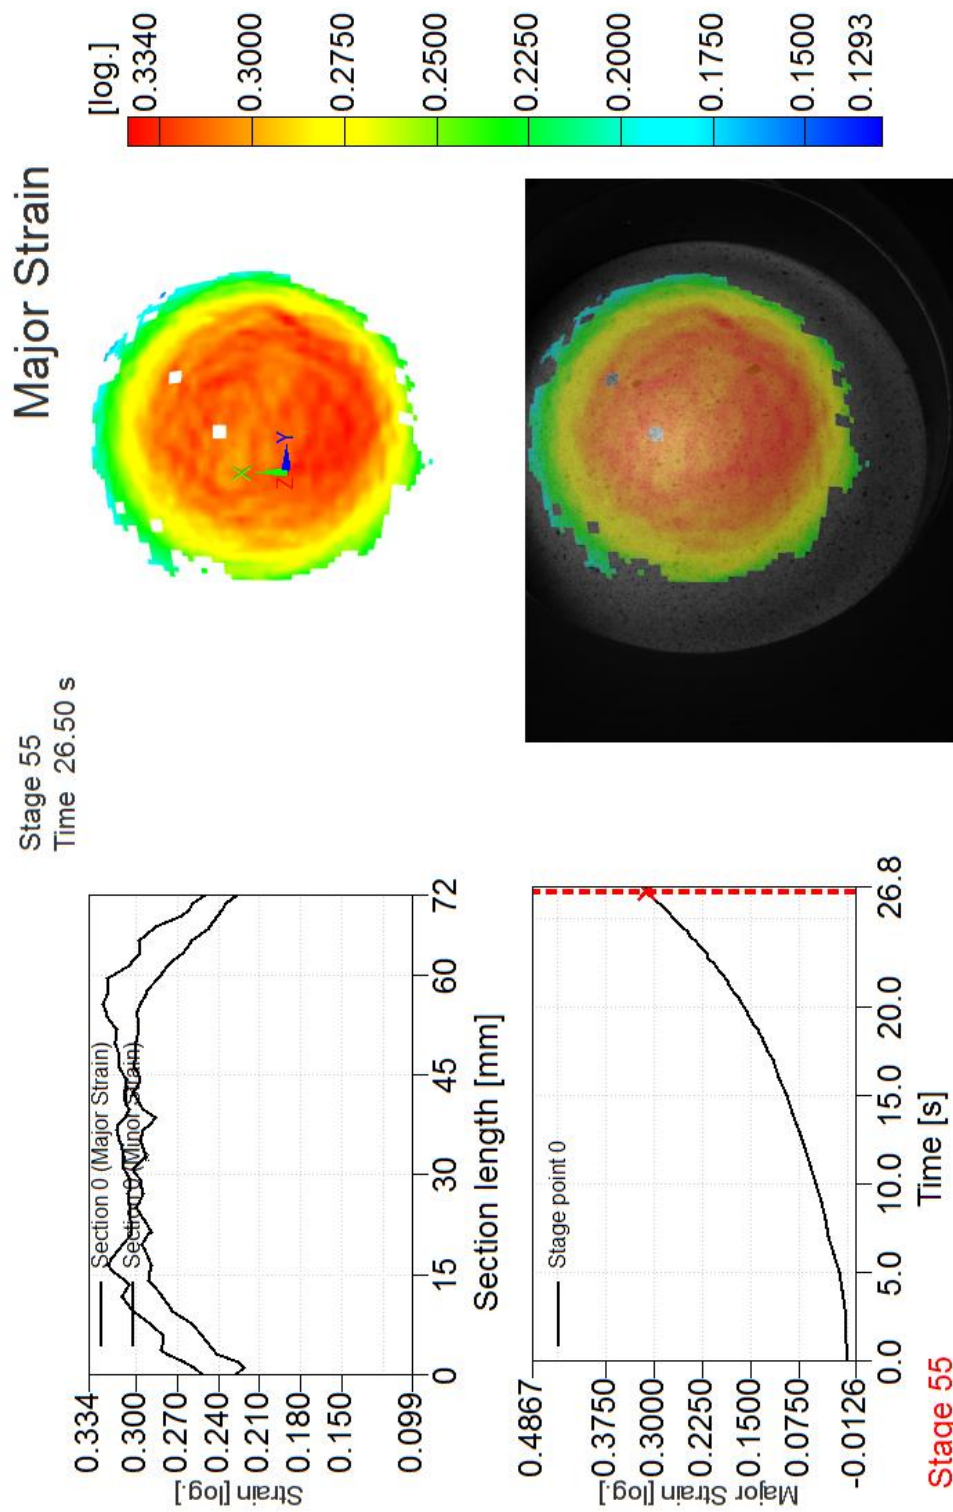 Stage 55
Time 26.50 s
Major Strain
0.334
0.300
0.270
0.240
0.210
0.180
0.150
0.0999
Strain [log.]
Section 0 (Major Strain)
Section 0 (Minor Strain)
0
15
30
45
60
72
Section length [mm]
X
Y
Z
[log.]
0.3340
0.3000
0.2750
0.2500
0.2250
0.2000
0.1750
0.1500
0.1293
0.4867
0.3750
0.3000
0.2250
0.1500
0.0750
-0.0126
Major Strain [log.]
Stage point 0
0.0
5.0
10.0
15.0
20.0
26.8
Time [s]
Stage 55